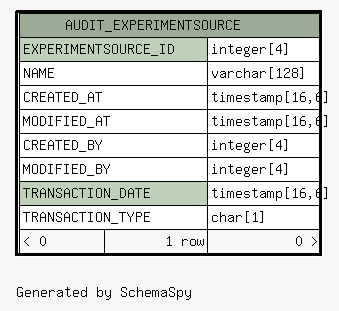 AUDIT_EXPERIMENTSOURCE
EXPERIMENTSOURCE_ID integer[4]
NAME varchar[128]
CREATED_AT timestamp[16,6]
MODIFIED_AT timestamp[16,6]
CREATED_BY integer[4]
MODIFIED_BY integer[4]
TRANSACTION_DATE timestamp[16,6]
TRANSACTION_TYPE char[1]
< 0 1 row 0 >
Generated by SchemaSpy